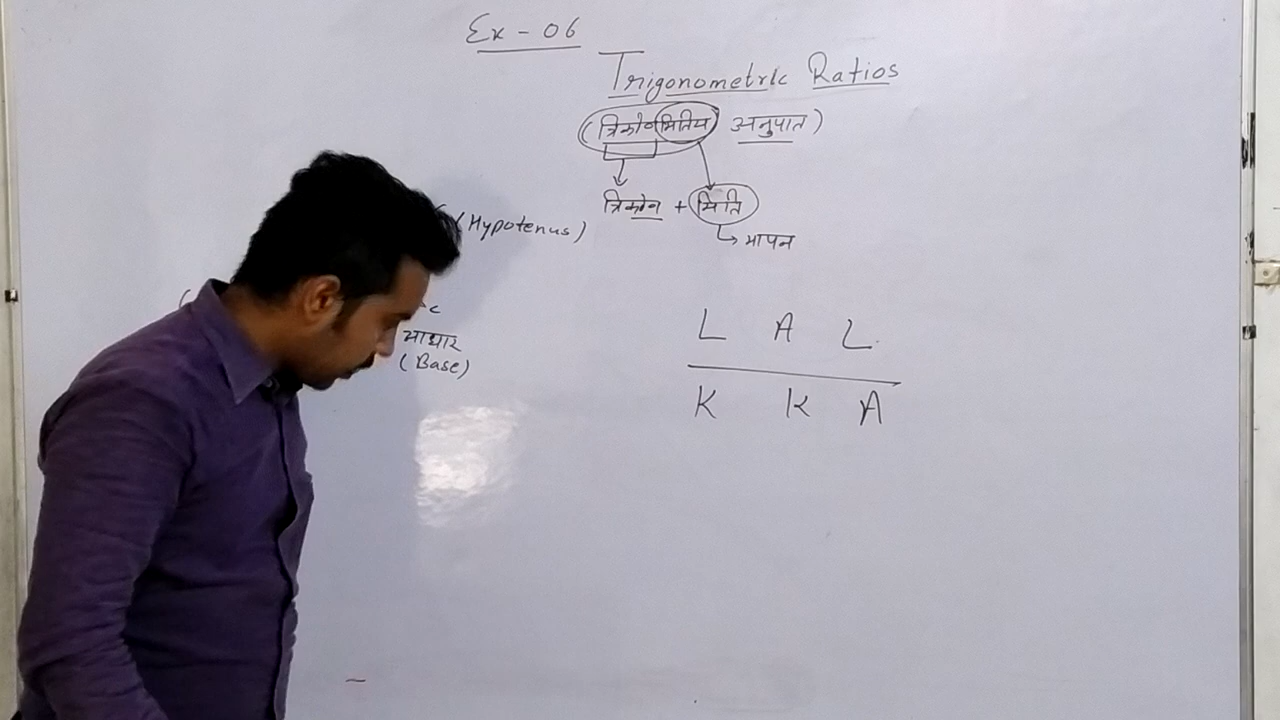 Ex - 06
Trigonometric Ratios
(त्रिकोणमितिय अनुपात)
त्रिकोण + मिति
(Hypotenus)
→ मापन
c
आधार
(Base)
L A L
K K A